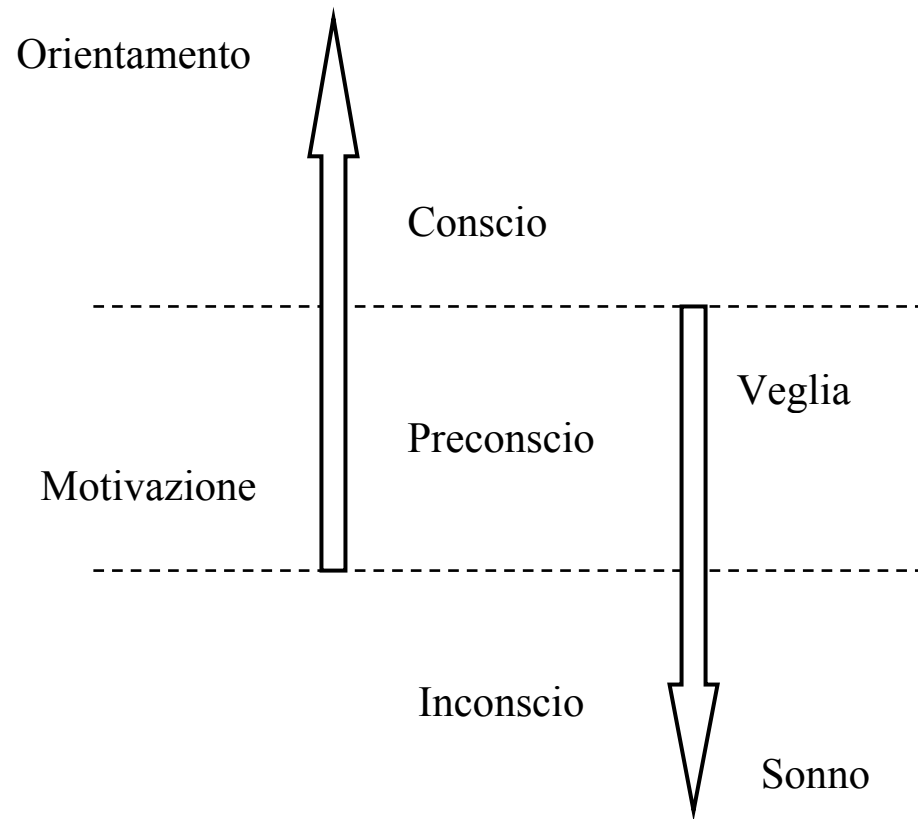 Orientamento
Conscio
Veglia
Preconscio
Motivazione
Inconscio
Sonno